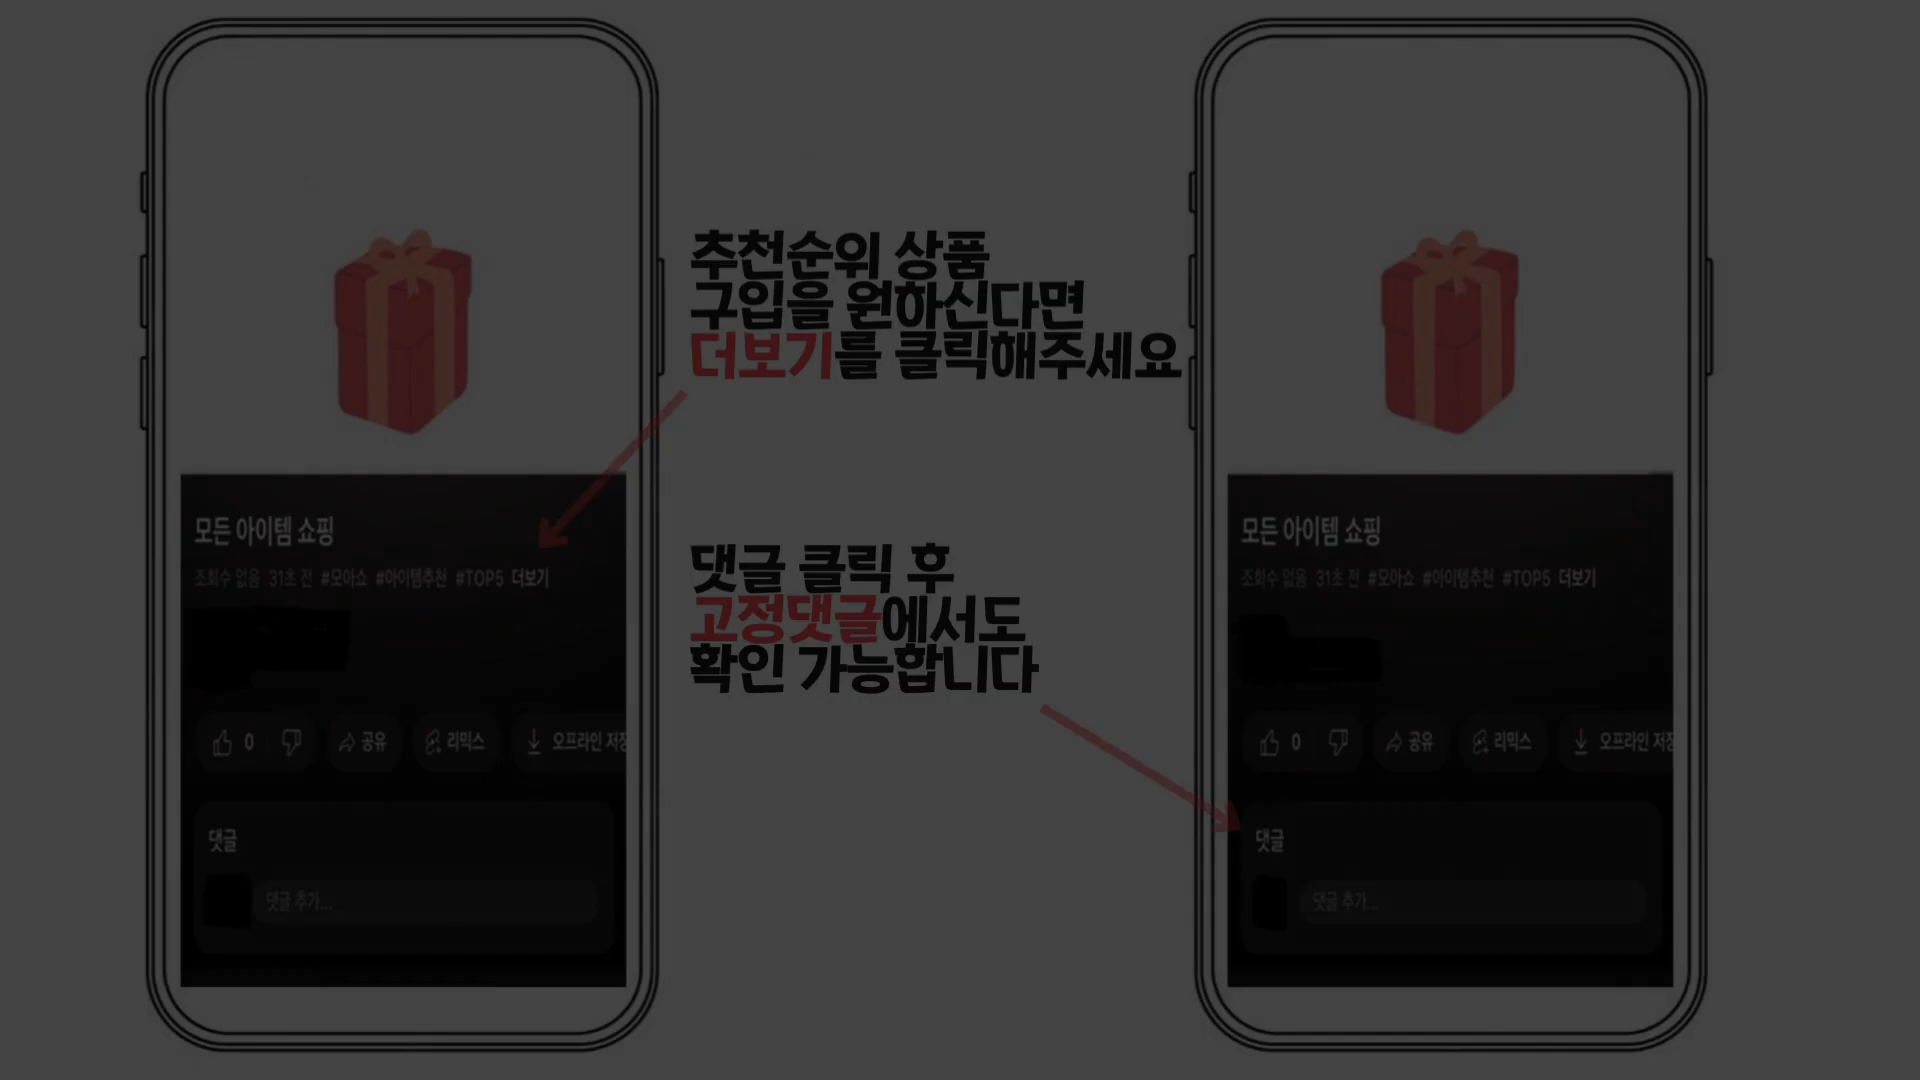 추천순위 상품
구입을 원하신다면
더보기를 클릭해주세요
모든 아이템 쇼핑
조회수 없음 31초 전 #모아쇼 #아이템추천 #TOP5 더보기
0 공유 리믹스 오프라인 저장
댓글
댓글 추가...
댓글 클릭 후
고정댓글에서도
확인 가능합니다
모든 아이템 쇼핑
조회수 없음 31초 전 #모아쇼 #아이템추천 #TOP5 더보기
0 공유 리믹스 오프라인 저장
댓글
댓글 추가...